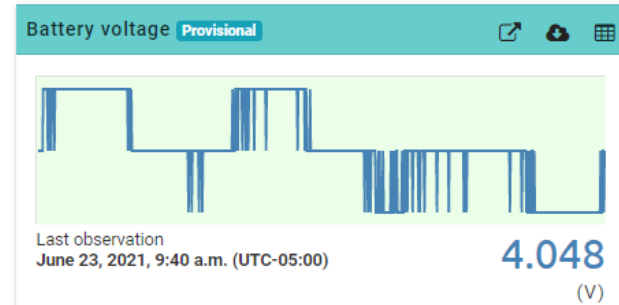 Battery voltage Provisional
Last observation
June 23, 2021, 9:40 a.m. (UTC-05:00)
4.048
(V)